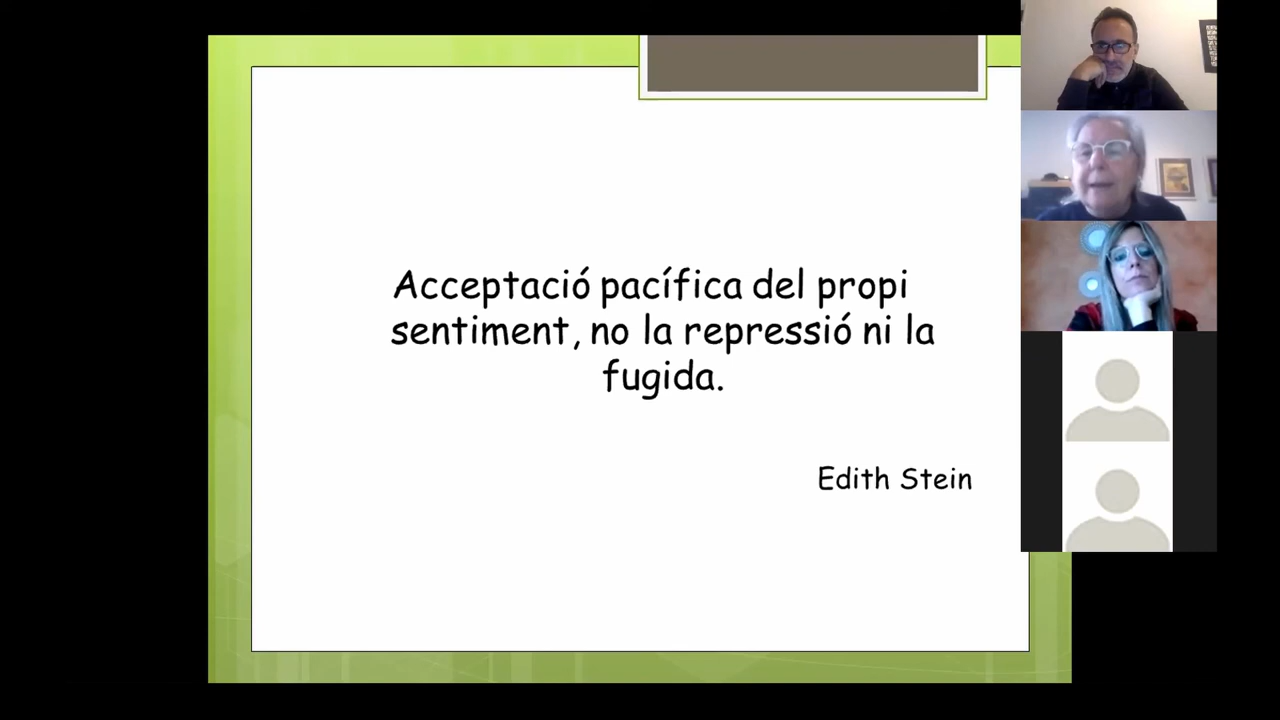 Acceptació pacífica del propi
sentiment, no la repressió ni la
fugida.
Edith Stein